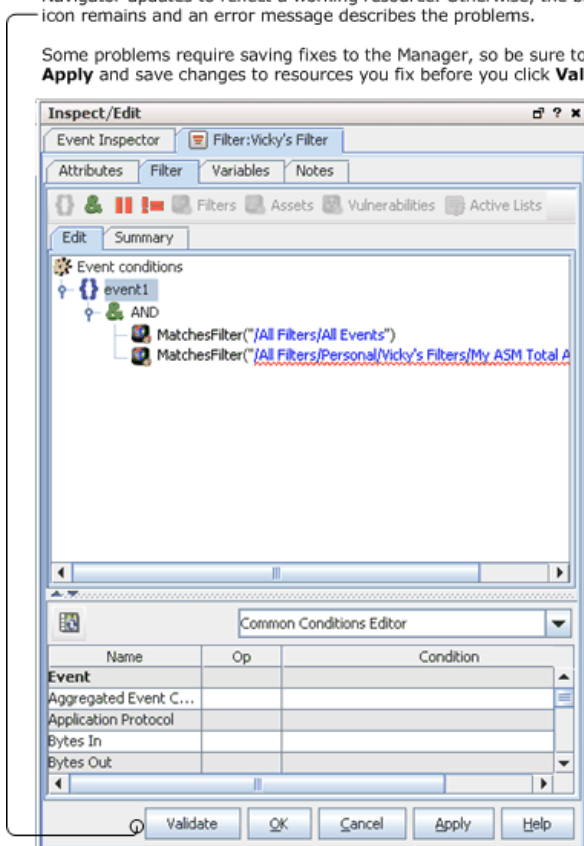 icon remains and an error message describes the problems.
Some problems require saving fixes to the Manager, so be sure to
Apply and save changes to resources you fix before you click Val
Inspect/Edit
Event Inspector
Filter:Vicky's Filter
Attributes
Filter
Variables
Notes
Filters
Assets
Vulnerabilities
Active Lists
Edit
Summary
Event conditions
event1
AND
MatchesFilter("/All Filters/All Events")
MatchesFilter("/All Filters/Personal/Vicky's Filters/My ASM Total A
Common Conditions Editor
Name Op Condition
Event
Aggregated Event C...
Application Protocol
Bytes In
Bytes Out
Validate
OK
Cancel
Apply
Help